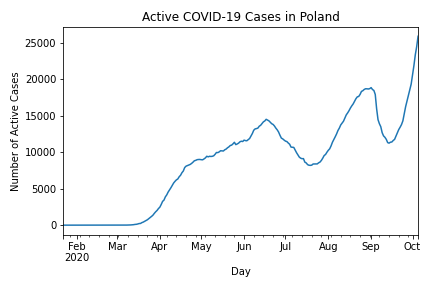 Active COVID-19 Cases in Poland
Number of Active Cases
25000
20000
15000
10000
5000
0
Feb Mar Apr May Jun Jul Aug Sep Oct
2020
Day